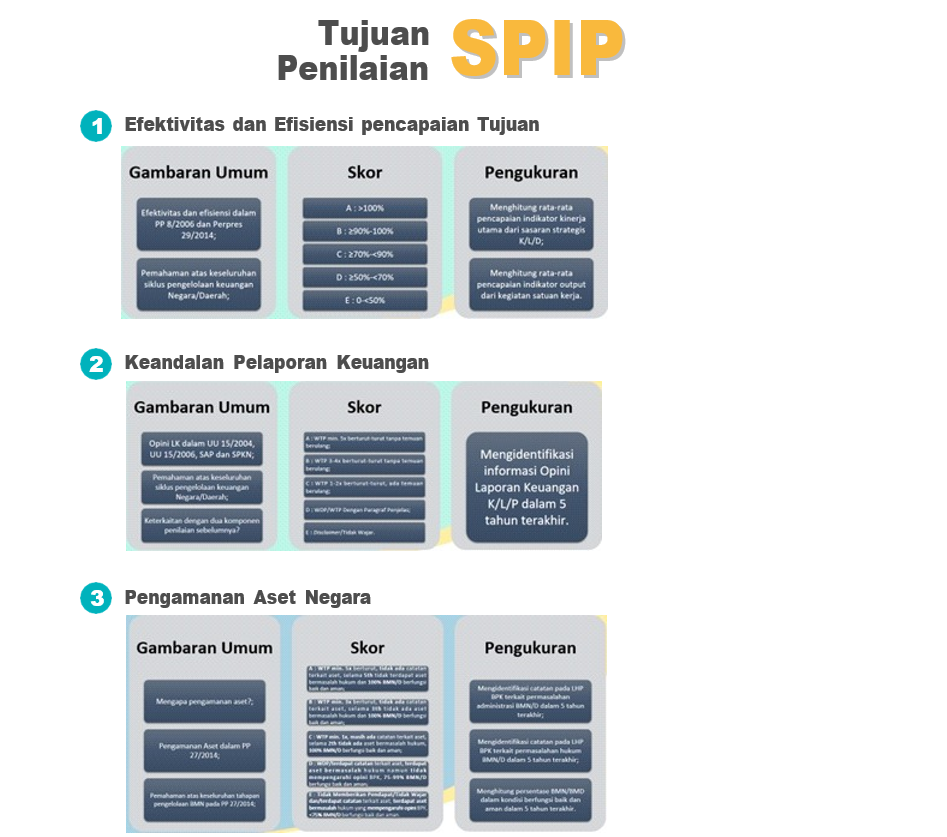 Tujuan
Penilaian
SPIP
1
Efektivitas dan Efisiensi pencapaian Tujuan
Gambaran Umum
Efektivitas dan efisiensi dalam
PP 8/2006 dan Perpres
29/2014;
Pemahaman atas keseluruhan
siklus pengelolaan keuangan
Negara/Daerah;
Skor
A : >100%
B : ≥90%-100%
C : ≥70%-<90%
D : ≥50%-<70%
E : 0-<50%
Pengukuran
Menghitung rata-rata
pencapaian indikator kinerja
utama dari sasaran strategis
K/L/D;
Menghitung rata-rata
pencapaian indikator output
dari kegiatan satuan kerja.
2
Keandalan Pelaporan Keuangan
Gambaran Umum
Opini LK dalam UU 15/2004,
UU 15/2006, SAP dan SPKN;
Pemahaman atas keseluruhan
siklus pengelolaan keuangan
Negara/Daerah;
Keterkaitan dengan dua komponen
penilaian sebelumnya?
Skor
A : WTP min. 5x berturut-turut tanpa temuan
berulang;
B : WTP 3-4x berturut-turut tanpa temuan
berulang;
C : WTP 1-2x berturut-turut, ada temuan
berulang;
D : WDP/WTP Dengan Paragraf Penjelas;
E : Disclaimer/Tidak Wajar.
Pengukuran
Mengidentifikasi
informasi Opini
Laporan Keuangan
K/L/P dalam 5
tahun terakhir.
3
Pengamanan Aset Negara
Gambaran Umum
Mengapa pengamanan aset?;
Pengamanan Aset dalam PP
27/2014;
Pemahaman atas keseluruhan tahapan
pengelolaan BMN pada PP 27/2014;
Skor
A : WTP min. 5x berturut, tidak ada catatan
terkait aset, selama 5th tidak terdapat aset
bermasalah hukum dan 100% BMN/D berfungsi
baik dan aman;
B : WTP min. 3x berturut, tidak ada catatan
terkait aset, selama 3th tidak ada aset
bermasalah hukum dan 100% BMN/D berfungsi
baik dan aman;
C : WTP min. 1x, masih ada catatan terkait aset,
selama 2th tidak ada aset bermasalah hukum,
100% BMN/D berfungsi baik dan aman;
D : WDP/terdapat catatan terkait aset, terdapat
aset bermasalah hukum namun tidak
mempengaruhi opini BPK, 75-99% BMN/D
berfungsi baik dan aman;
E : Tidak Memberikan Pendapat/Tidak Wajar
dan/terdapat catatan terkait aset, terdapat aset
bermasalah hukum yang mempengaruhi opini BPK,
<75% BMN/D berfungsi baik dan aman
Pengukuran
Mengidentifikasi catatan pada LHP
BPK terkait permasalahan
administrasi BMN/D dalam 5 tahun
terakhir;
Mengidentifikasi catatan pada LHP
BPK terkait permasalahan hukum
BMN/D dalam 5 tahun terakhir;
Menghitung persentase BMN/BMD
dalam kondisi berfungsi baik dan
aman dalam 5 tahun terakhir.